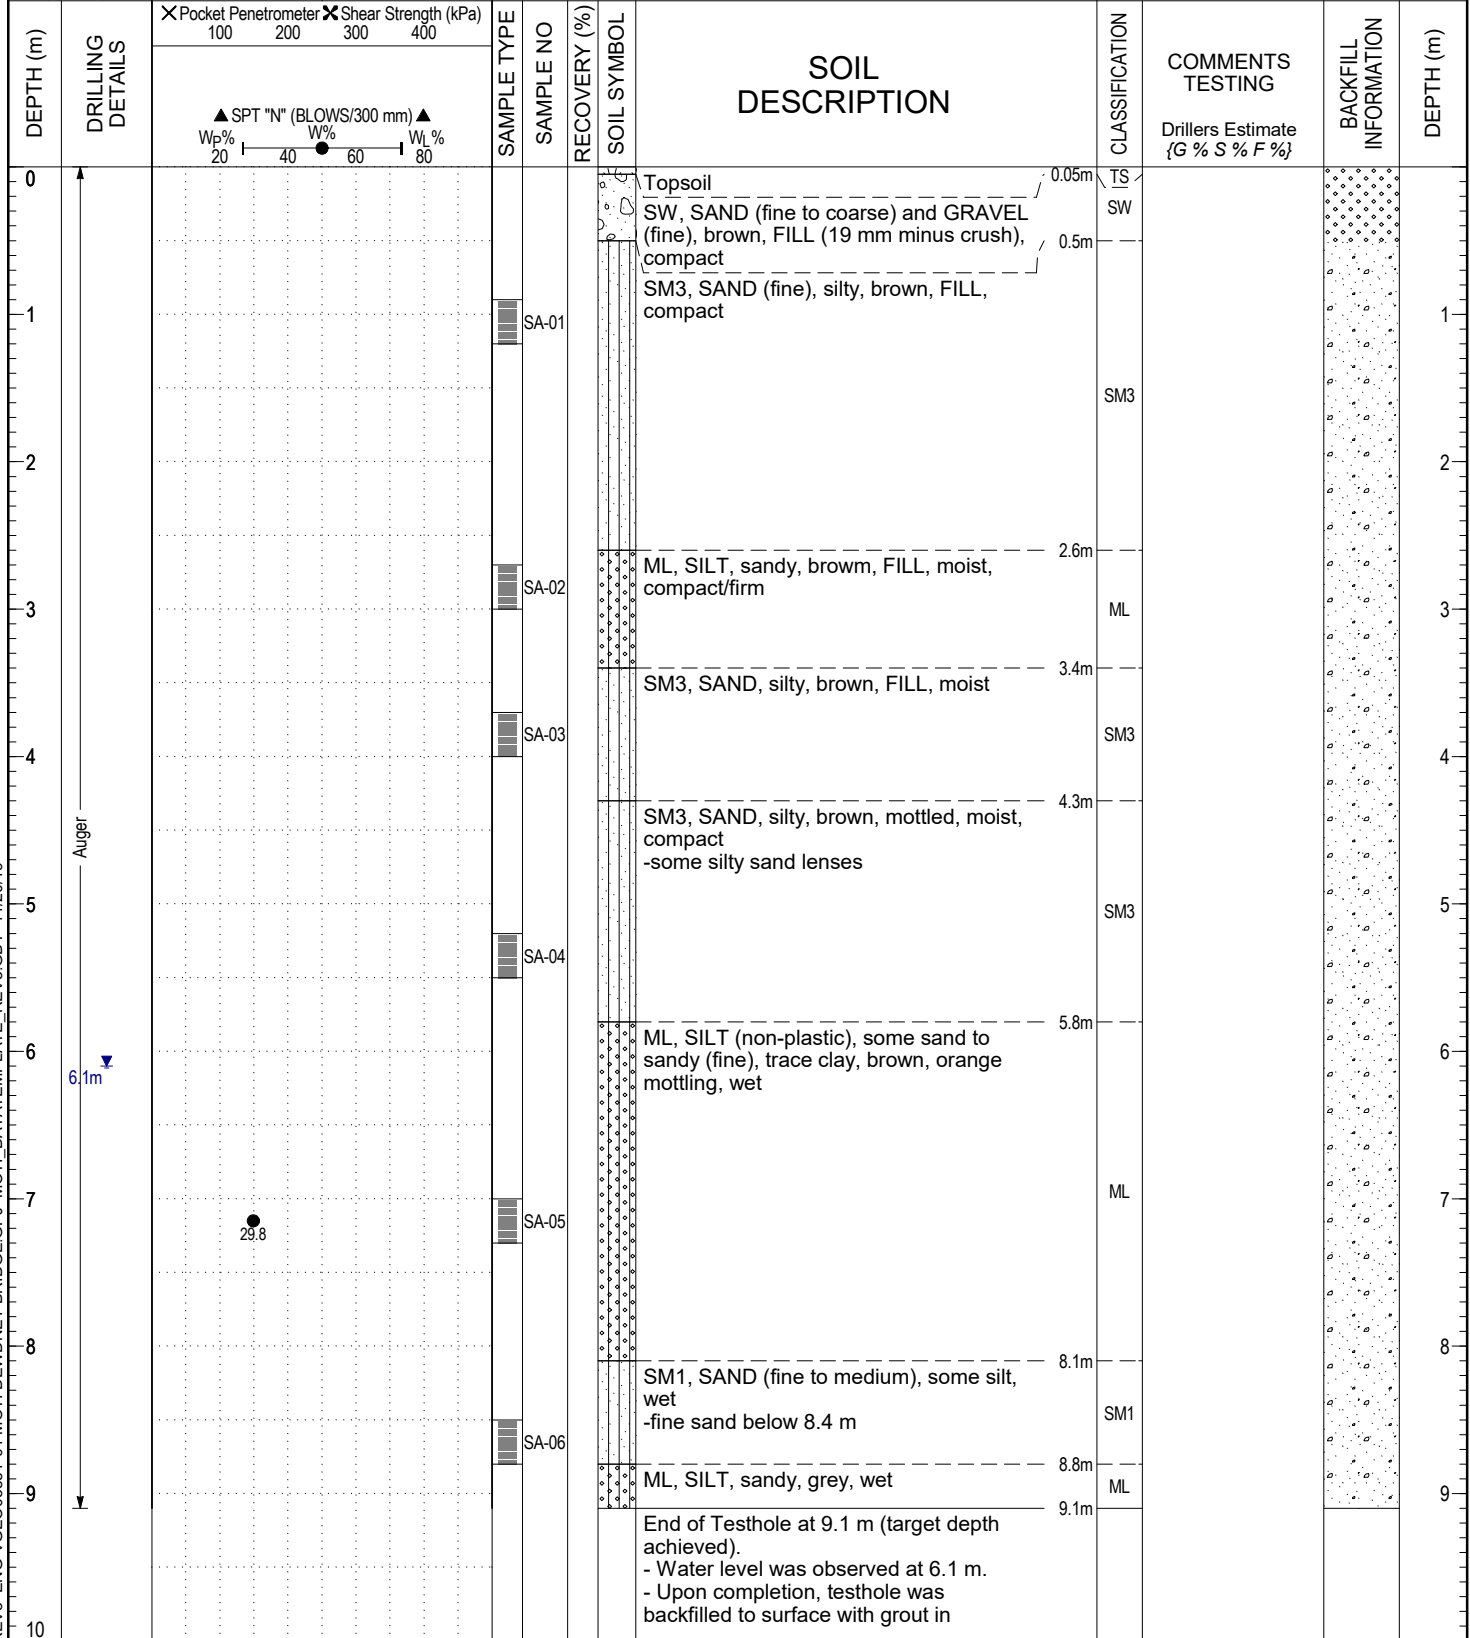 DEPTH (m)
DRILLING
DETAILS
Pocket Penetrometer Shear Strength (kPa)
100 200 300 400
▲ SPT "N" (BLOWS/300 mm) ▲
WP% W% WL%
20 40 60 80
SAMPLE TYPE
SAMPLE NO
RECOVERY (%)
SOIL SYMBOL
SOIL
DESCRIPTION
CLASSIFICATION
COMMENTS
TESTING
Drillers Estimate
{G % S % F %}
BACKFILL
INFORMATION
DEPTH (m)
0
Topsoil
0.05m
TS
SW, SAND (fine to coarse) and GRAVEL
(fine), brown, FILL (19 mm minus crush),
compact
SW
0.5m
SM3, SAND (fine), silty, brown, FILL,
compact
1
SA-01
1
SM3
2
2
2.6m
ML, SILT, sandy, browm, FILL, moist,
compact/firm
SA-02
ML
3
3
3.4m
SM3, SAND, silty, brown, FILL, moist
SA-03
SM3
4
4
4.3m
SM3, SAND, silty, brown, mottled, moist,
compact
-some silty sand lenses
Auger
5
SM3
5
SA-04
5.8m
ML, SILT (non-plastic), some sand to
sandy (fine), trace clay, brown, orange
mottling, wet
6
6
6.1m
7
ML
7
SA-05
29.8
8
8
8.1m
SM1, SAND (fine to medium), some silt,
wet
-fine sand below 8.4 m
SM1
SA-06
8.8m
ML, SILT, sandy, grey, wet
ML
9
9
9.1m
End of Testhole at 9.1 m (target depth
achieved).
- Water level was observed at 6.1 m.
- Upon completion, testhole was
backfilled to surface with grout in
10